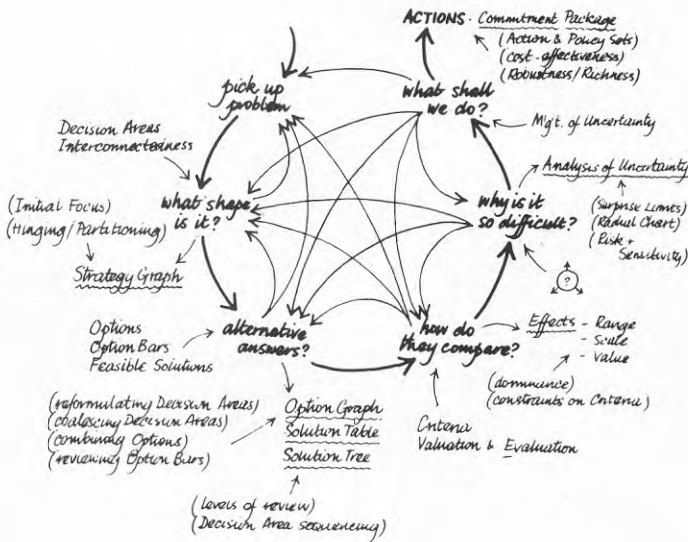 ACTIONS · Commitment Package
(Action & Policy Sets)
(cost-effectiveness)
(Robustness/Richness)
pick up
problem
what shall
we do?
Mg't. of Uncertainty
Decision Areas
Interconnectedness
Analysis of Uncertainty
what shape
is it?
why is it
so difficult?
(Surprise Limits)
(Radial Chart)
(Risk +
Sensitivity)
(Initial Focus)
(Hinging/Partitioning)
Strategy Graph
?
Options
Option Bars
Feasible Solutions
alternative
answers?
how do
they compare?
Effects - Range
- Scale
- Value
(dominance)
(constraints on Criteria)
Criteria
Valuation & Evaluation
(reformulating Decision Areas)
(coalescing Decision Areas)
(combining Options)
(reviewing Option Bars)
Option Graph
Solution Table
Solution Tree
(Levels of review)
(Decision Area sequencing)